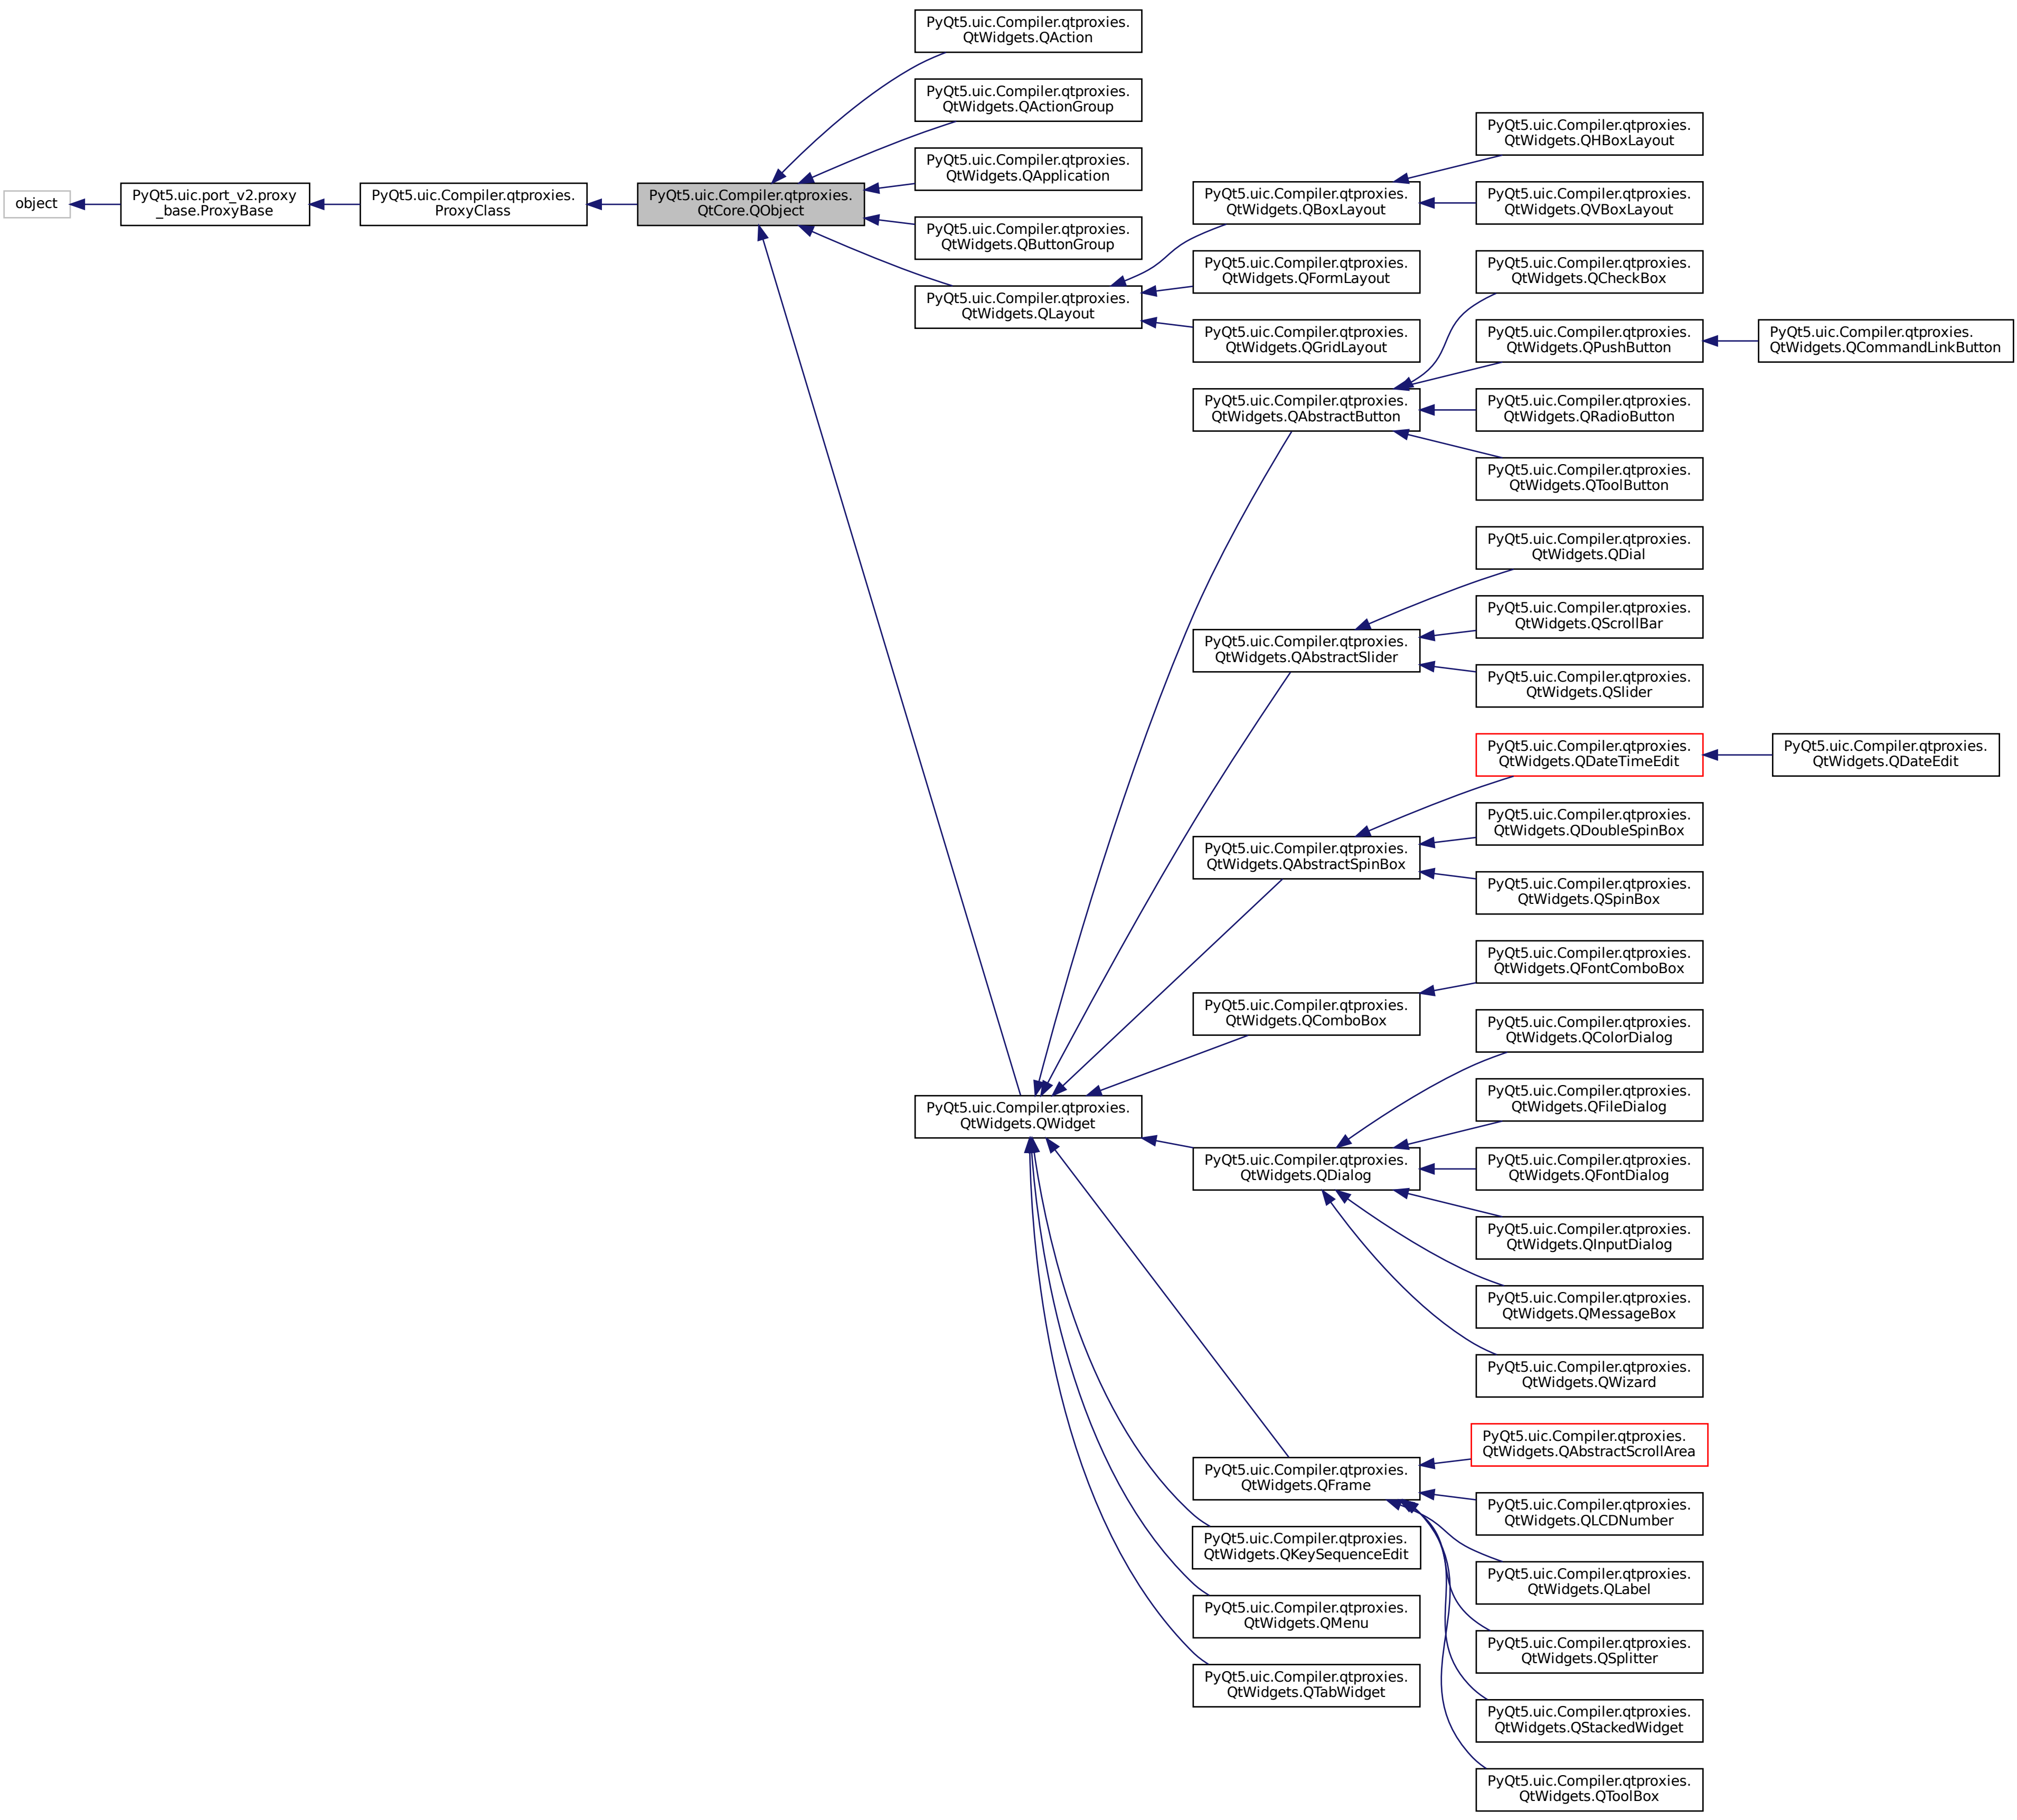 object
PyQt5.uic.port_v2.proxy
_base.ProxyBase
PyQt5.uic.Compiler.qtproxies.
ProxyClass
PyQt5.uic.Compiler.qtproxies.
QtCore.QObject
PyQt5.uic.Compiler.qtproxies.
QtWidgets.QAction
PyQt5.uic.Compiler.qtproxies.
QtWidgets.QActionGroup
PyQt5.uic.Compiler.qtproxies.
QtWidgets.QApplication
PyQt5.uic.Compiler.qtproxies.
QtWidgets.QButtonGroup
PyQt5.uic.Compiler.qtproxies.
QtWidgets.QLayout
PyQt5.uic.Compiler.qtproxies.
QtWidgets.QWidget
PyQt5.uic.Compiler.qtproxies.
QtWidgets.QBoxLayout
PyQt5.uic.Compiler.qtproxies.
QtWidgets.QFormLayout
PyQt5.uic.Compiler.qtproxies.
QtWidgets.QGridLayout
PyQt5.uic.Compiler.qtproxies.
QtWidgets.QAbstractButton
PyQt5.uic.Compiler.qtproxies.
QtWidgets.QAbstractSlider
PyQt5.uic.Compiler.qtproxies.
QtWidgets.QAbstractSpinBox
PyQt5.uic.Compiler.qtproxies.
QtWidgets.QComboBox
PyQt5.uic.Compiler.qtproxies.
QtWidgets.QDialog
PyQt5.uic.Compiler.qtproxies.
QtWidgets.QFrame
PyQt5.uic.Compiler.qtproxies.
QtWidgets.QKeySequenceEdit
PyQt5.uic.Compiler.qtproxies.
QtWidgets.QMenu
PyQt5.uic.Compiler.qtproxies.
QtWidgets.QTabWidget
PyQt5.uic.Compiler.qtproxies.
QtWidgets.QHBoxLayout
PyQt5.uic.Compiler.qtproxies.
QtWidgets.QVBoxLayout
PyQt5.uic.Compiler.qtproxies.
QtWidgets.QCheckBox
PyQt5.uic.Compiler.qtproxies.
QtWidgets.QPushButton
PyQt5.uic.Compiler.qtproxies.
QtWidgets.QRadioButton
PyQt5.uic.Compiler.qtproxies.
QtWidgets.QToolButton
PyQt5.uic.Compiler.qtproxies.
QtWidgets.QDial
PyQt5.uic.Compiler.qtproxies.
QtWidgets.QScrollBar
PyQt5.uic.Compiler.qtproxies.
QtWidgets.QSlider
PyQt5.uic.Compiler.qtproxies.
QtWidgets.QDateTimeEdit
PyQt5.uic.Compiler.qtproxies.
QtWidgets.QDoubleSpinBox
PyQt5.uic.Compiler.qtproxies.
QtWidgets.QSpinBox
PyQt5.uic.Compiler.qtproxies.
QtWidgets.QFontComboBox
PyQt5.uic.Compiler.qtproxies.
QtWidgets.QColorDialog
PyQt5.uic.Compiler.qtproxies.
QtWidgets.QFileDialog
PyQt5.uic.Compiler.qtproxies.
QtWidgets.QFontDialog
PyQt5.uic.Compiler.qtproxies.
QtWidgets.QInputDialog
PyQt5.uic.Compiler.qtproxies.
QtWidgets.QMessageBox
PyQt5.uic.Compiler.qtproxies.
QtWidgets.QWizard
PyQt5.uic.Compiler.qtproxies.
QtWidgets.QAbstractScrollArea
PyQt5.uic.Compiler.qtproxies.
QtWidgets.QLCDNumber
PyQt5.uic.Compiler.qtproxies.
QtWidgets.QLabel
PyQt5.uic.Compiler.qtproxies.
QtWidgets.QSplitter
PyQt5.uic.Compiler.qtproxies.
QtWidgets.QStackedWidget
PyQt5.uic.Compiler.qtproxies.
QtWidgets.QToolBox
PyQt5.uic.Compiler.qtproxies.
QtWidgets.QCommandLinkButton
PyQt5.uic.Compiler.qtproxies.
QtWidgets.QDateEdit